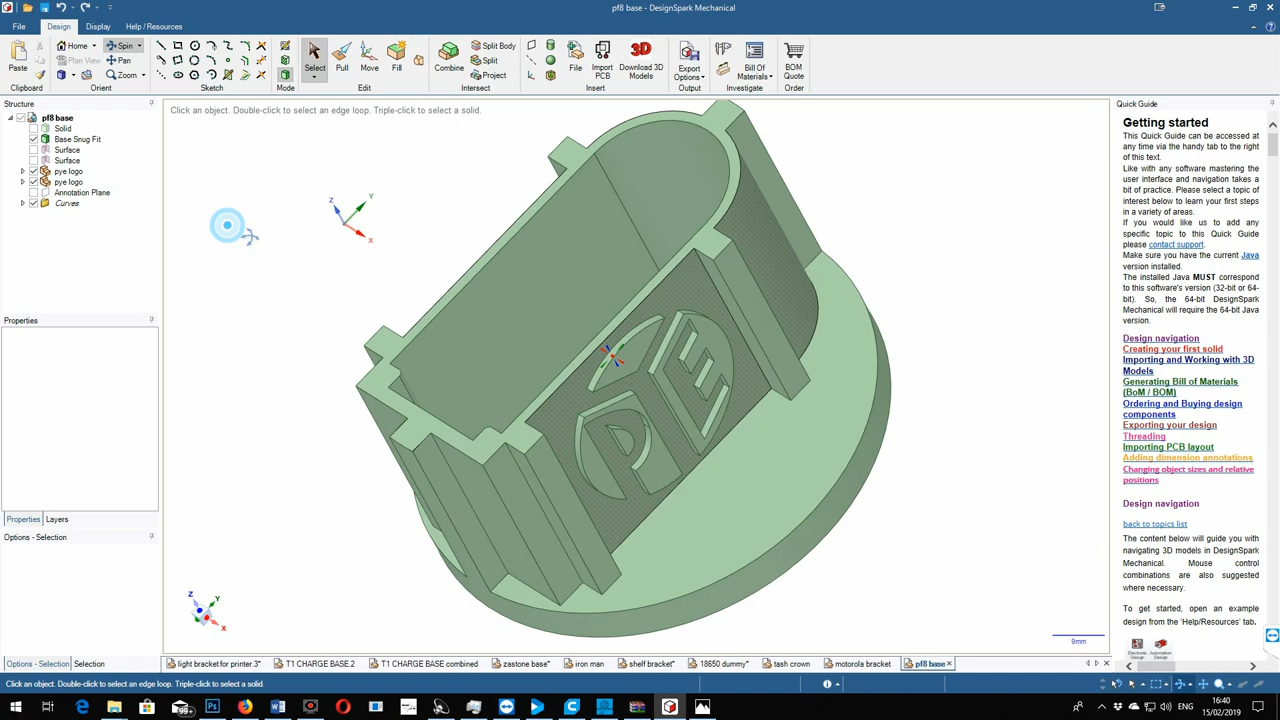 pf8 base - DesignSpark Mechanical
File
Design
Display
Help / Resources
Paste
Home
Plan View
Spin
Pan
Zoom
Select
Pull
Move
Fill
Combine
Split Body
Split
Project
File
Import PCB
Download 3D Models
Export Options
Bill Of Materials
BOM Quote
Clipboard
Orient
Sketch
Mode
Edit
Intersect
Insert
Output
Investigate
Order
Structure
pf8 base
Solid
Base Snug Fit
Surface
Surface
pye logo
pye logo
Annotation Plane
Curves
Properties
Properties
Layers
Options - Selection
Options - Selection
Selection
Click an object. Double-click to select an edge loop. Triple-click to select a solid.
Z
Y
X
PYE
Z
Y
X
9mm
light bracket for printer.3*
T1 CHARGE BASE..
T1 CHARGE BASE combined
zastone base
iron man
shelf bracket*
18650 dummy*
tash crown
motorola bracket
pf8 base
Quick Guide
Getting started
This Quick Guide can be accessed at
any time via the handy tab to the right
of this text.
Like with any software mastering the
user interface and navigation takes a
bit of practice. Please select a topic of
interest below to learn your first steps
in a variety of areas.
If you would like us to add any
specific topic to this Quick Guide
please contact support.
Make sure you have the current Java
version installed.
The installed Java MUST correspond
to this software's version (32-bit or 64-
bit). So, the 64-bit DesignSpark
Mechanical will require the 64-bit Java
version.
Design navigation
Creating your first solid
Importing and Working with 3D
Models
Generating Bill of Materials
(BoM / BOM)
Ordering and Buying design
components
Exporting your design
Threading
Importing PCB layout
Adding dimension annotations
Changing object sizes and relative
positions
Design navigation
back to topics list
The content below will guide you with
navigating 3D models in DesignSpark
Mechanical. Mouse control
combinations are also suggested
where necessary.
To get started, open an example
design from the 'Help/Resources' tab.
Click an object. Double-click to select an edge loop. Triple-click to select a solid.
99+
ENG
16:40
15/02/2019